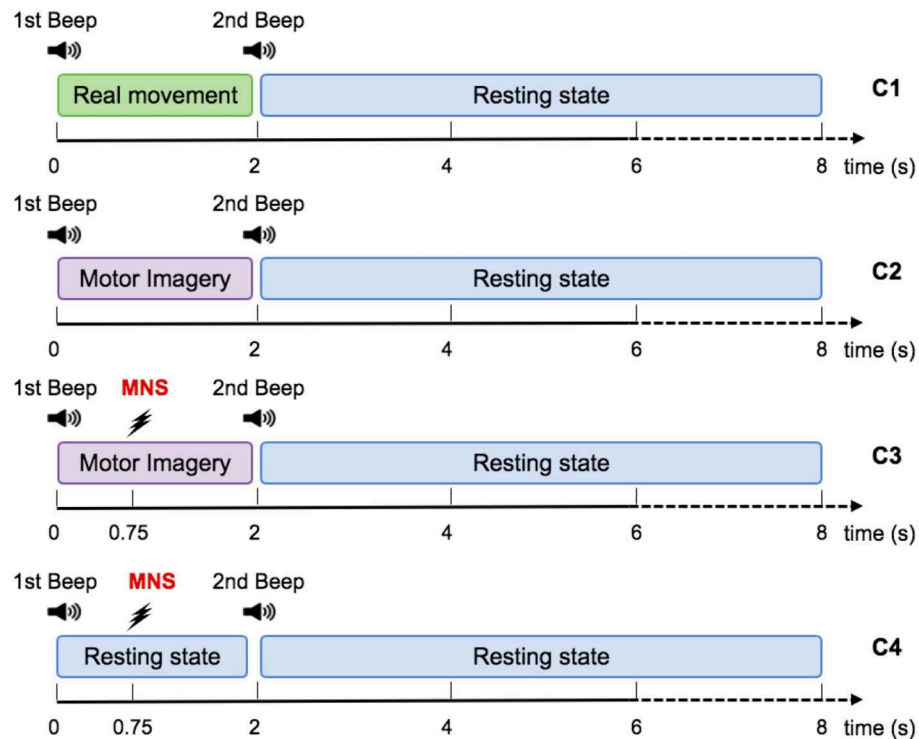 1st Beep 2nd Beep
Real movement Resting state C1
0 2 4 6 8 time (s)
1st Beep 2nd Beep
Motor Imagery Resting state C2
0 2 4 6 8 time (s)
1st Beep MNS 2nd Beep
Motor Imagery Resting state C3
0 0.75 2 4 6 8 time (s)
1st Beep MNS 2nd Beep
Resting state Resting state C4
0 0.75 2 4 6 8 time (s)